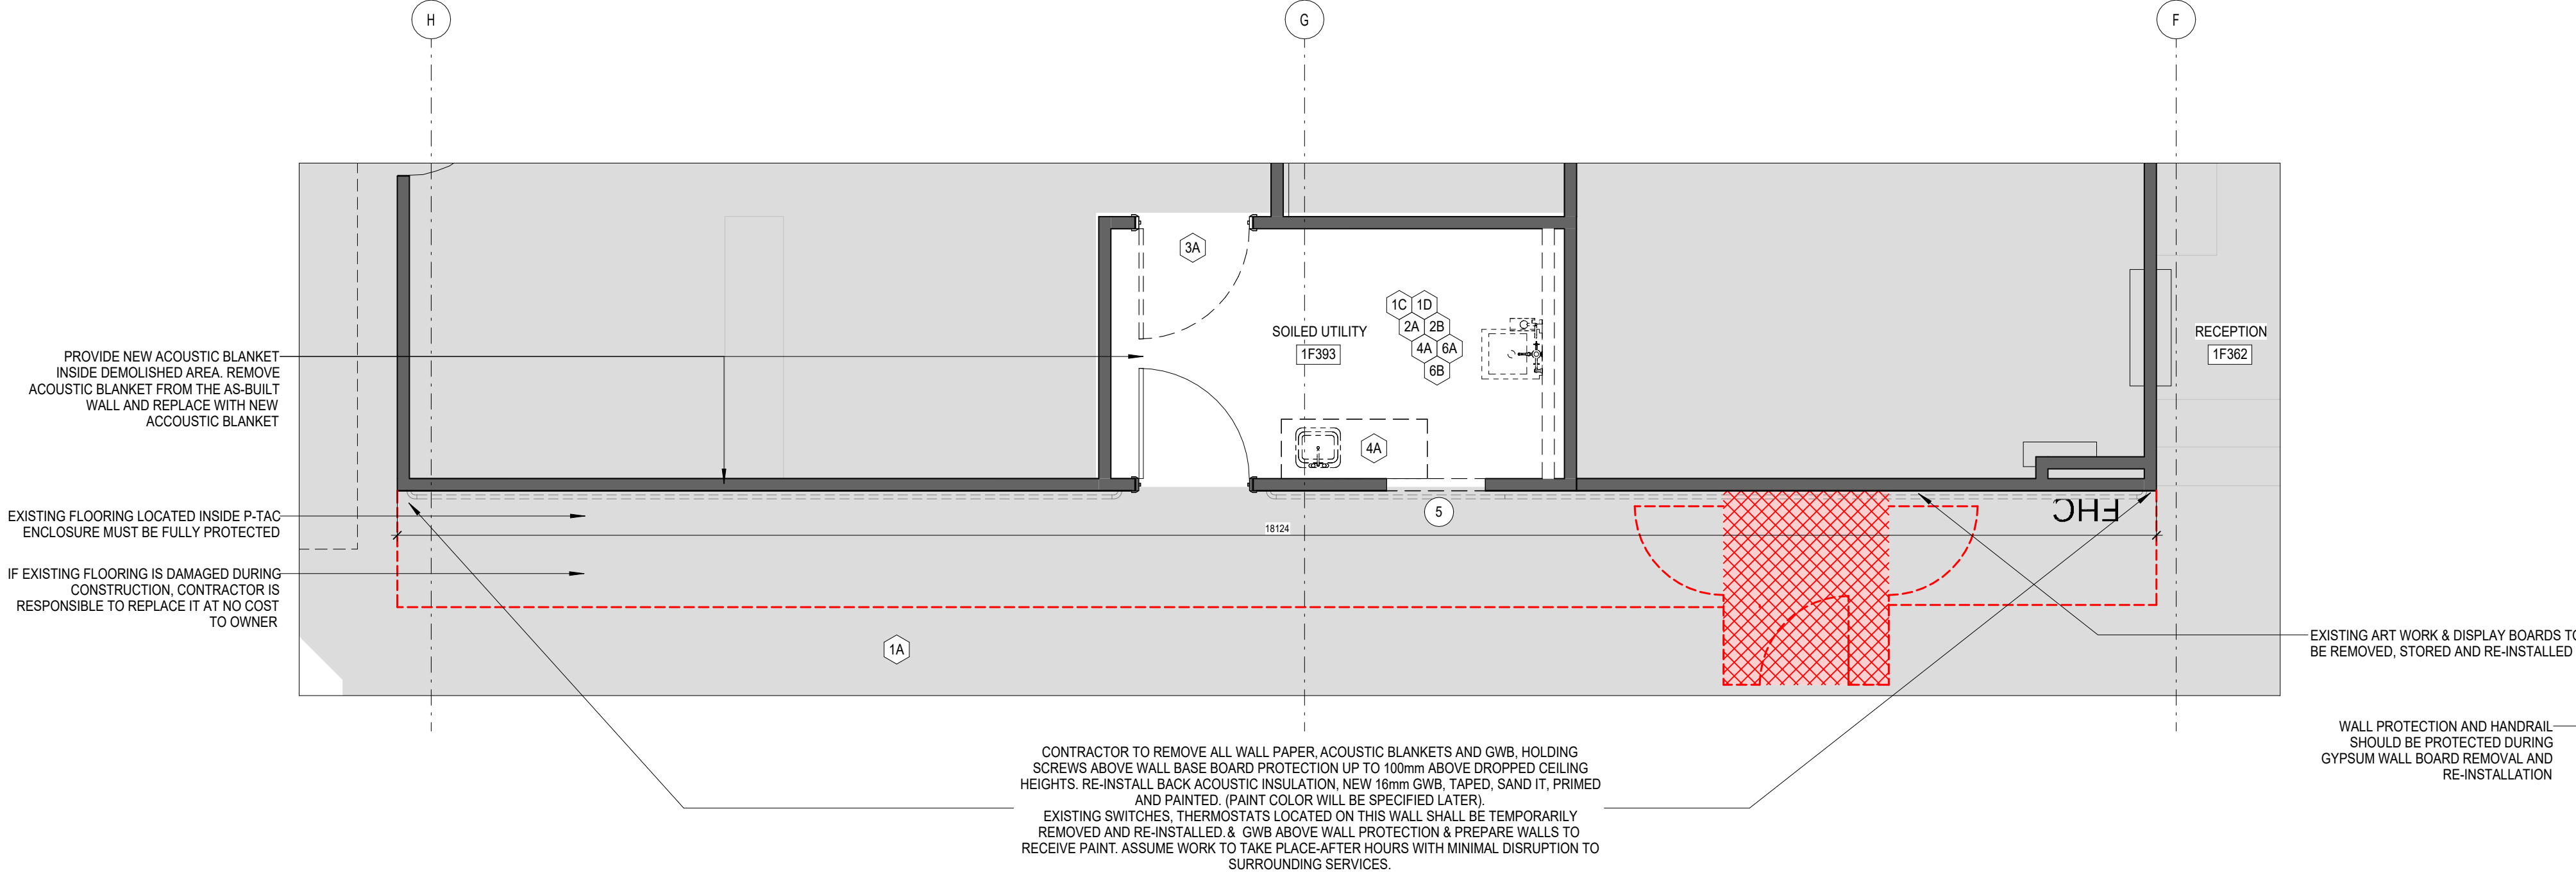 H
G
F
3A
1C
1D
2A
2B
4A
6A
6B
SOILED UTILITY
1F393
RECEPTION
1F362
4A
PROVIDE NEW ACOUSTIC BLANKET
INSIDE DEMOLISHED AREA. REMOVE
ACOUSTIC BLANKET FROM THE AS-BUILT
WALL AND REPLACE WITH NEW
ACCOUSTIC BLANKET
EXISTING FLOORING LOCATED INSIDE P-TAC
ENCLOSURE MUST BE FULLY PROTECTED
5
FHC
18124
IF EXISTING FLOORING IS DAMAGED DURING
CONSTRUCTION, CONTRACTOR IS
RESPONSIBLE TO REPLACE IT AT NO COST
TO OWNER
1A
EXISTING ART WORK & DISPLAY BOARDS TO
BE REMOVED, STORED AND RE-INSTALLED
WALL PROTECTION AND HANDRAIL
SHOULD BE PROTECTED DURING
GYPSUM WALL BOARD REMOVAL AND
RE-INSTALLATION
CONTRACTOR TO REMOVE ALL WALL PAPER, ACOUSTIC BLANKETS AND GWB, HOLDING
SCREWS ABOVE WALL BASE BOARD PROTECTION UP TO 100mm ABOVE DROPPED CEILING
HEIGHTS. RE-INSTALL BACK ACOUSTIC INSULATION, NEW 16mm GWB, TAPED, SAND IT, PRIMED
AND PAINTED. (PAINT COLOR WILL BE SPECIFIED LATER).
EXISTING SWITCHES, THERMOSTATS LOCATED ON THIS WALL SHALL BE TEMPORARILY
REMOVED AND RE-INSTALLED.& GWB ABOVE WALL PROTECTION & PREPARE WALLS TO
RECEIVE PAINT. ASSUME WORK TO TAKE PLACE-AFTER HOURS WITH MINIMAL DISRUPTION TO
SURROUNDING SERVICES.